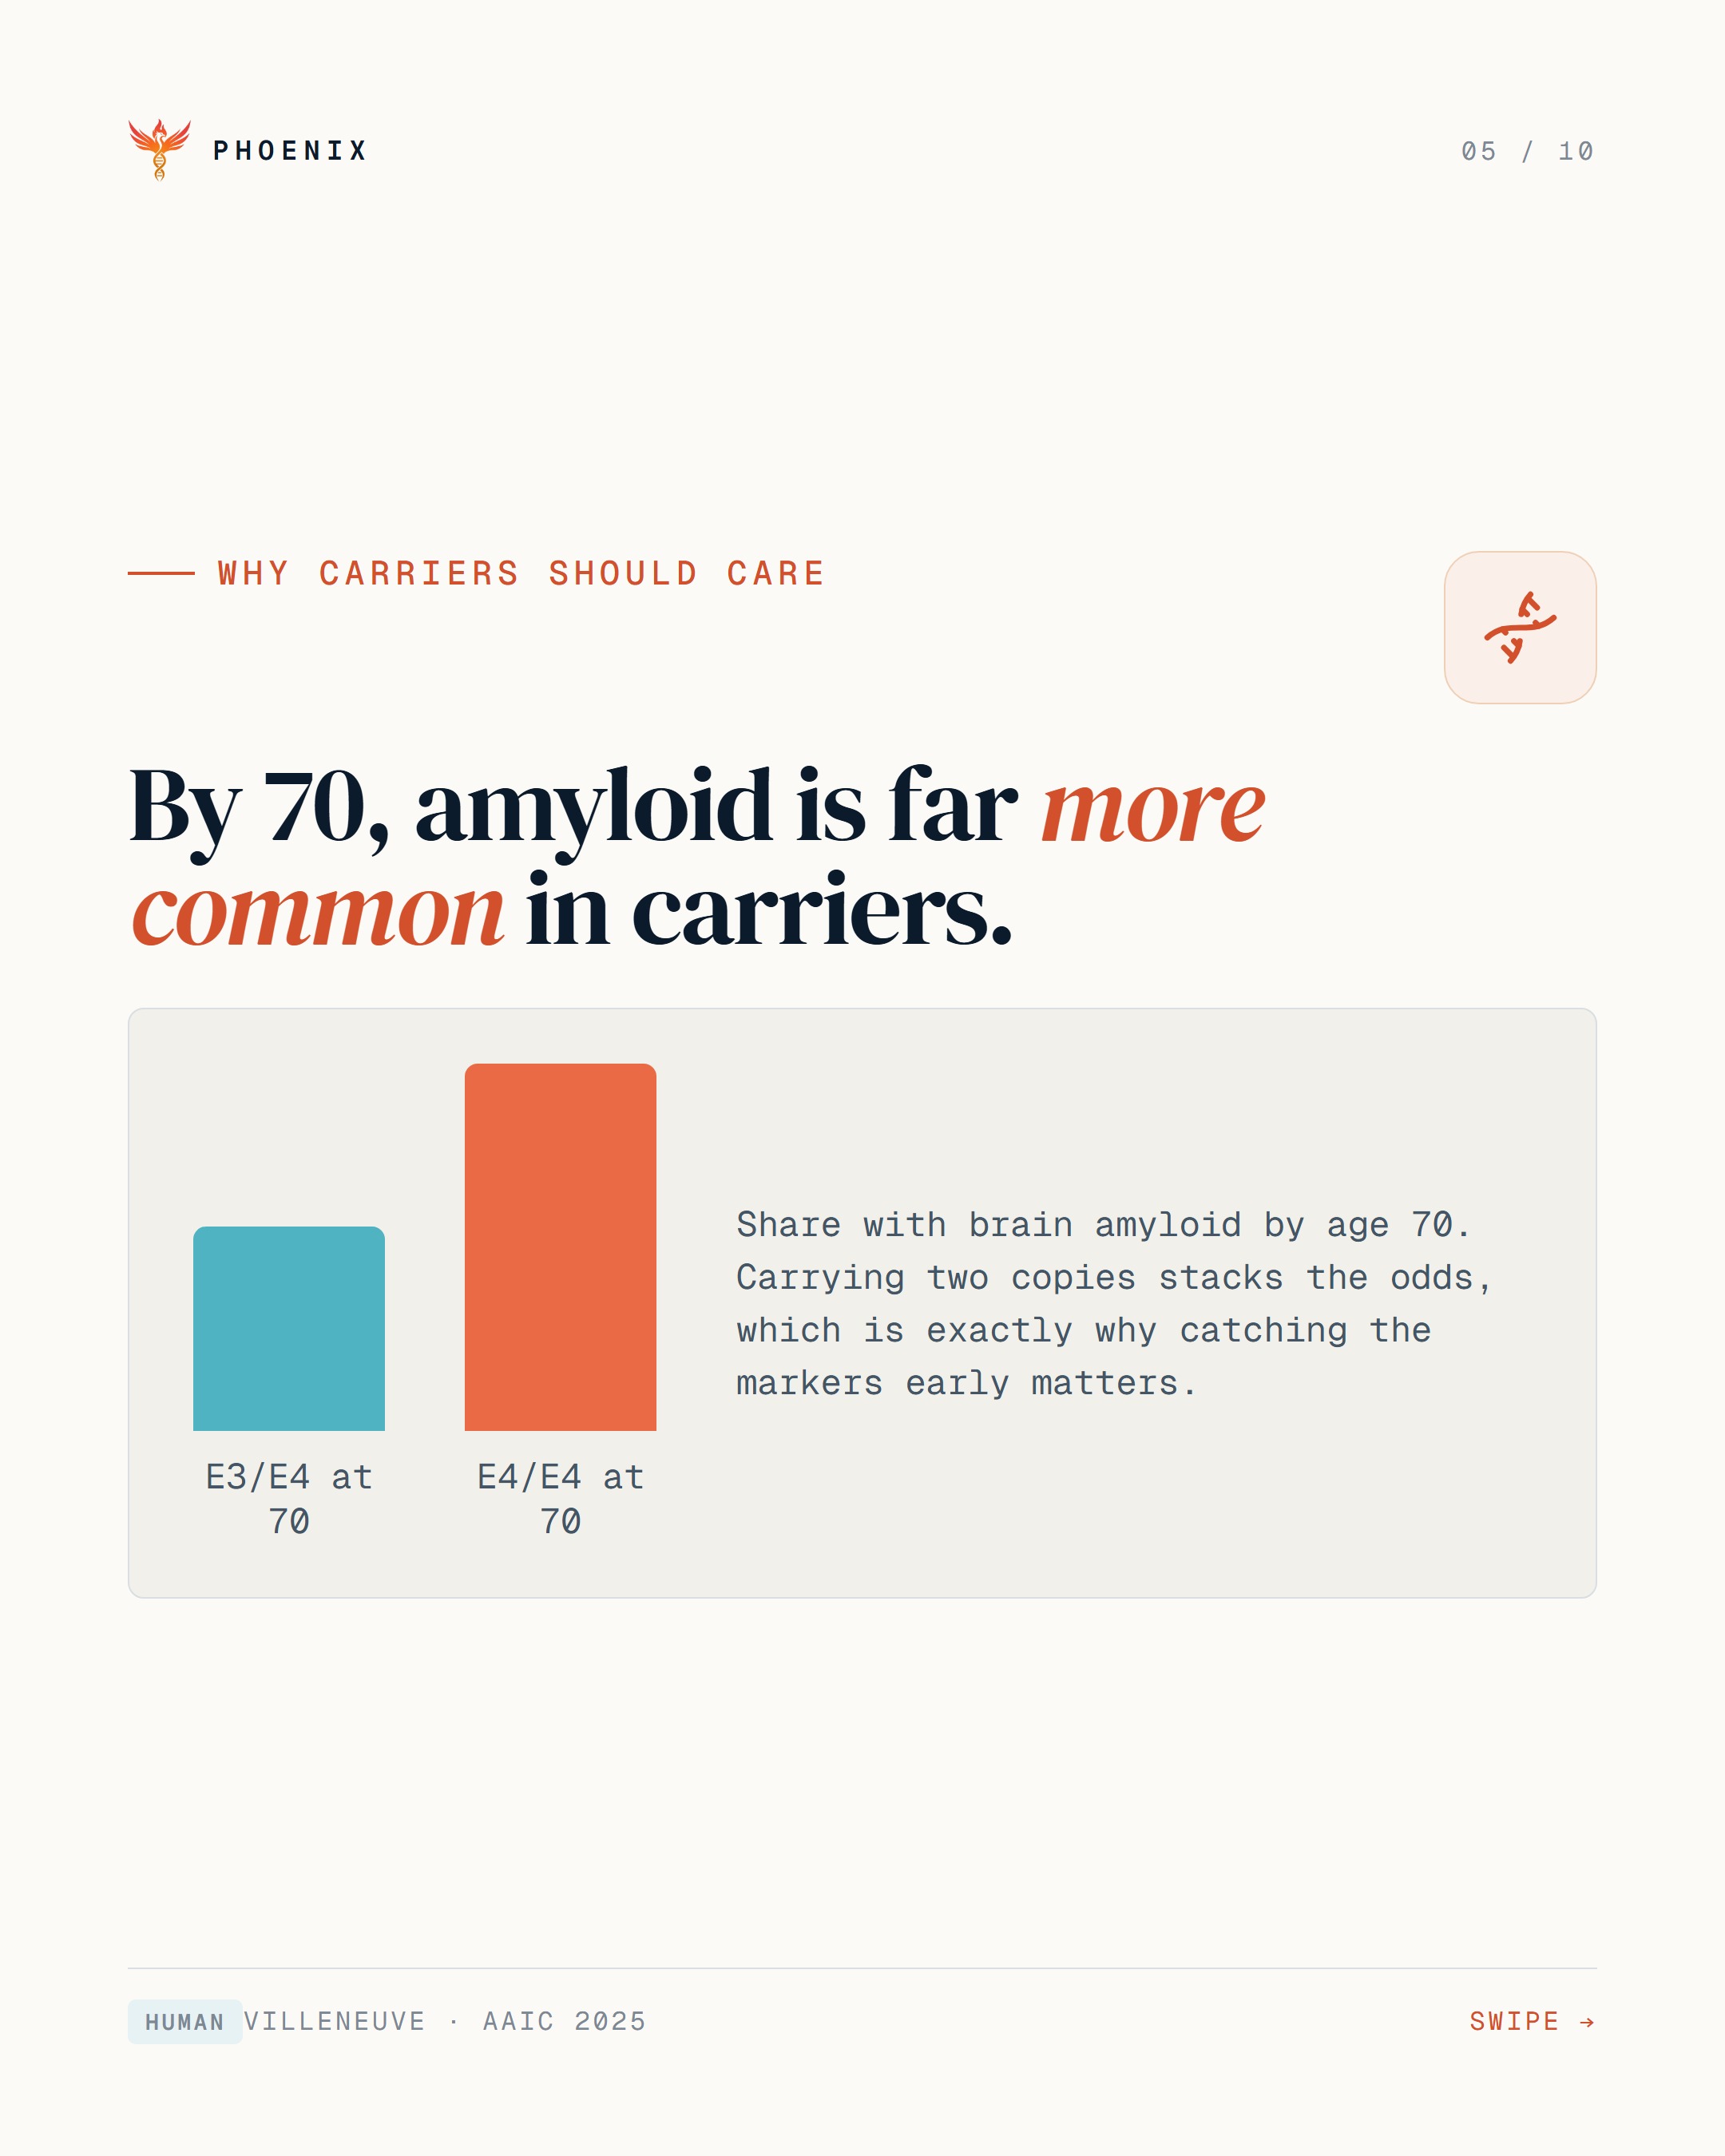 PHOENIX
05 / 10
WHY CARRIERS SHOULD CARE
By 70, amyloid is far more
common in carriers.
Share with brain amyloid by age 70.
Carrying two copies stacks the odds,
which is exactly why catching the
markers early matters.
E3/E4 at
70
E4/E4 at
70
HUMAN VILLENEUVE · AAIC 2025
SWIPE →